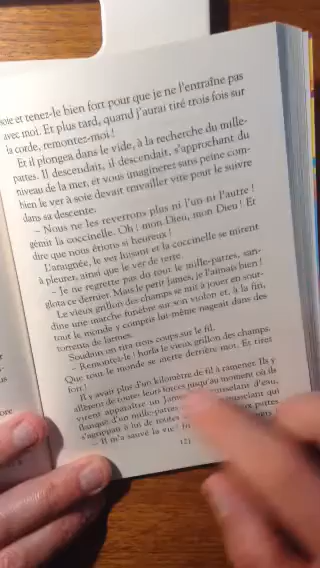 soie et tenez-le bien fort pour que je ne l'entraîne pas
avec moi. Et plus tard, quand j'aurai tiré trois fois sur
la corde, remontez-moi !
Et il plongea dans le vide, à la recherche du mille-
pattes. Il descendait, il descendait, s'approchant du
niveau de la mer, et vous imaginerez sans peine com-
bien le ver à soie devait travailler vite pour le suivre
dans sa descente.
– Nous ne les reverrons plus ni l'un ni l'autre !
gémit la coccinelle. Oh ! mon Dieu, mon Dieu ! Et
dire que nous étions si heureux !
L'araignée, le ver luisant et la coccinelle se mirent
à pleurer, ainsi que le ver de terre.
– Je ne regrette pas du tout le mille-pattes, san-
glota ce dernier. Mais le petit James, je l'aimais bien !
Le vieux grillon des champs se mit à jouer en sour-
dine une marche funèbre sur son violon et, à la fin,
tout le monde y compris lui-même nageait dans des
torrents de larmes.
Soudain on tira trois coups sur le fil.
– Remontez-le ! hurla le vieux grillon des champs.
Que tout le monde se mette derrière moi. Et tirez
fort !
Il y avait plus d'un kilomètre de fil à ramener. Ils y
allèrent de toutes leurs forces jusqu'au moment où ils
virent apparaître un James ruisselant d'eau,
flanqué d'un mille-pattes ruisselant qui
s'agrippait à lui de toutes pattes
– Il m'a sauvé la vie !
121